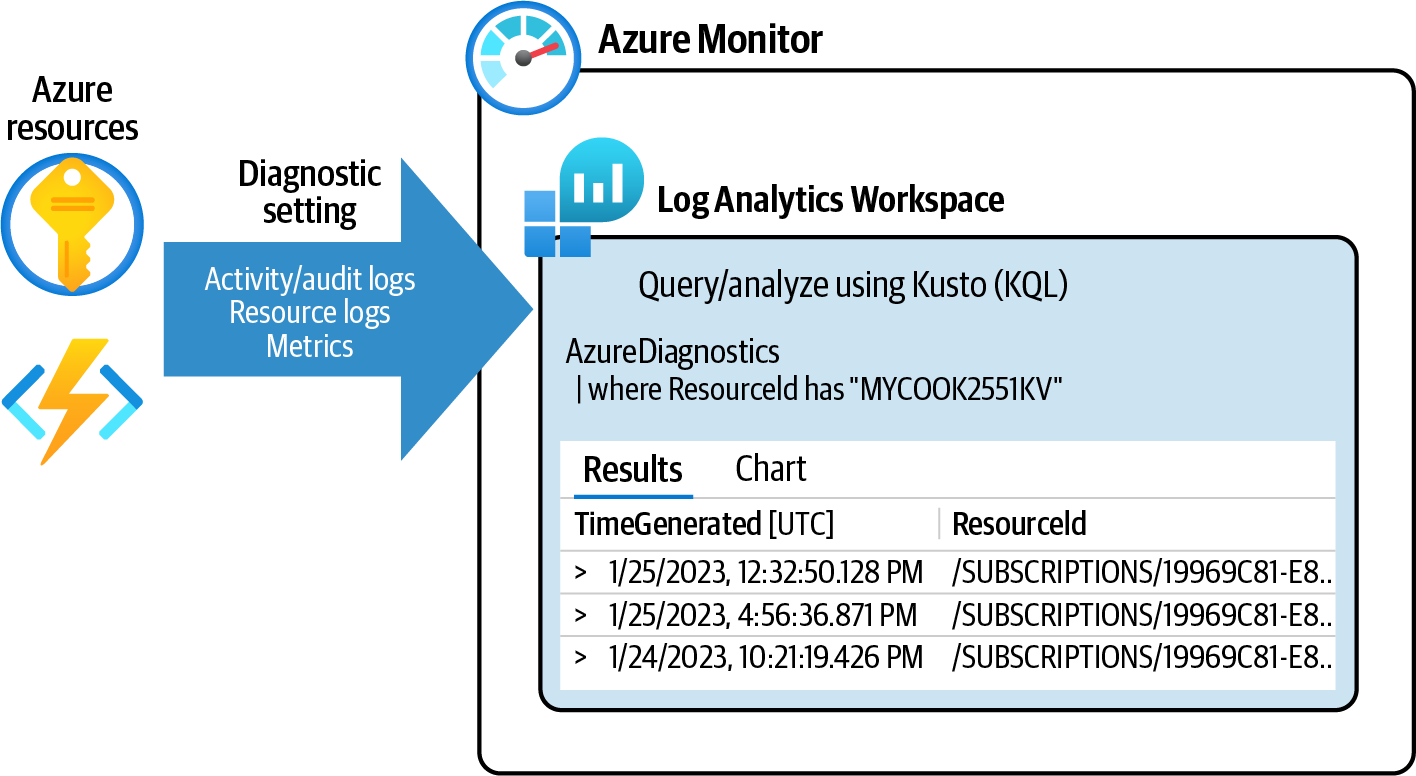 Azure Monitor
Azure
resources
Diagnostic
setting
Activity/audit logs
Resource logs
Metrics
Log Analytics Workspace
Query/analyze using Kusto (KQL)
AzureDiagnostics
| where ResourceId has "MYCOOK2551KV"
Results Chart
TimeGenerated [UTC] ResourceId
> 1/25/2023, 12:32:50.128 PM /SUBSCRIPTIONS/19969C81-E8..
> 1/25/2023, 4:56:36.871 PM /SUBSCRIPTIONS/19969C81-E8..
> 1/24/2023, 10:21:19.426 PM /SUBSCRIPTIONS/19969C81-E8..